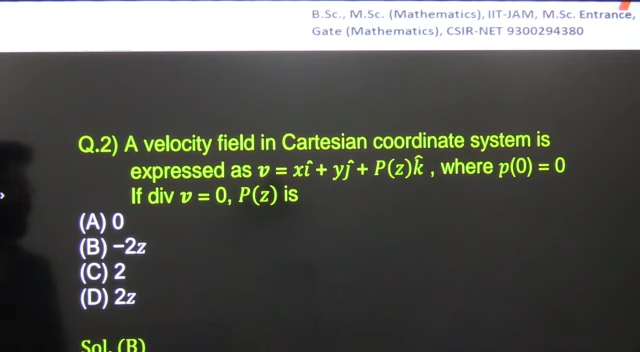 B.Sc., M.Sc. (Mathematics), IIT-JAM, M.Sc. Entrance,
Gate (Mathematics), CSIR-NET 9300294380
Q.2) A velocity field in Cartesian coordinate system is
expressed as v = xî + yĵ + P(z)k̂ , where p(0) = 0
If div v = 0, P(z) is
(A) 0
(B) −2z
(C) 2
(D) 2z
Sol. (B)